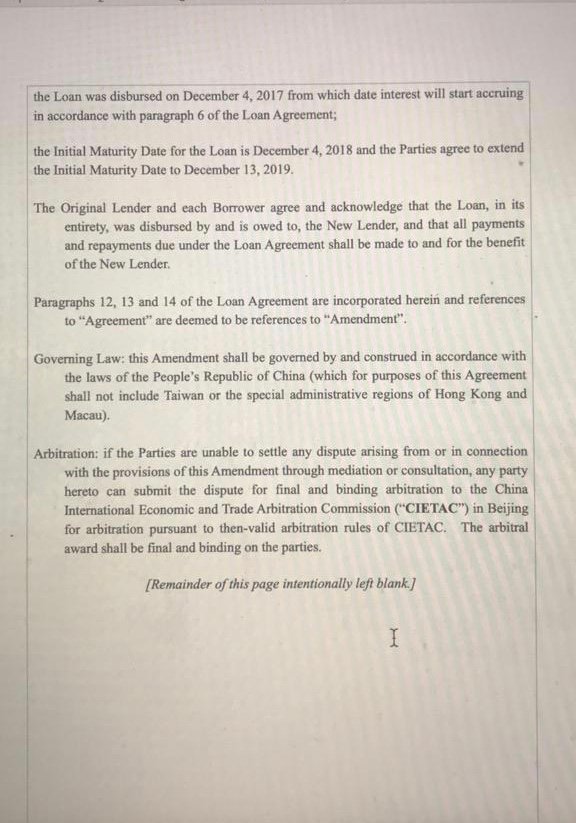 the Loan was disbursed on December 4, 2017 from which date interest will start accruing
in accordance with paragraph 6 of the Loan Agreement;
the Initial Maturity Date for the Loan is December 4, 2018 and the Parties agree to extend
the Initial Maturity Date to December 13, 2019.
The Original Lender and each Borrower agree and acknowledge that the Loan, in its
entirety, was disbursed by and is owed to, the New Lender, and that all payments
and repayments due under the Loan Agreement shall be made to and for the benefit
of the New Lender.
Paragraphs 12, 13 and 14 of the Loan Agreement are incorporated herein and references
to “Agreement” are deemed to be references to “Amendment”.
Governing Law: this Amendment shall be governed by and construed in accordance with
the laws of the People’s Republic of China (which for purposes of this Agreement
shall not include Taiwan or the special administrative regions of Hong Kong and
Macau).
Arbitration: if the Parties are unable to settle any dispute arising from or in connection
with the provisions of this Amendment through mediation or consultation, any party
hereto can submit the dispute for final and binding arbitration to the China
International Economic and Trade Arbitration Commission (“CIETAC”) in Beijing
for arbitration pursuant to then-valid arbitration rules of CIETAC. The arbitral
award shall be final and binding on the parties.
[Remainder of this page intentionally left blank.]